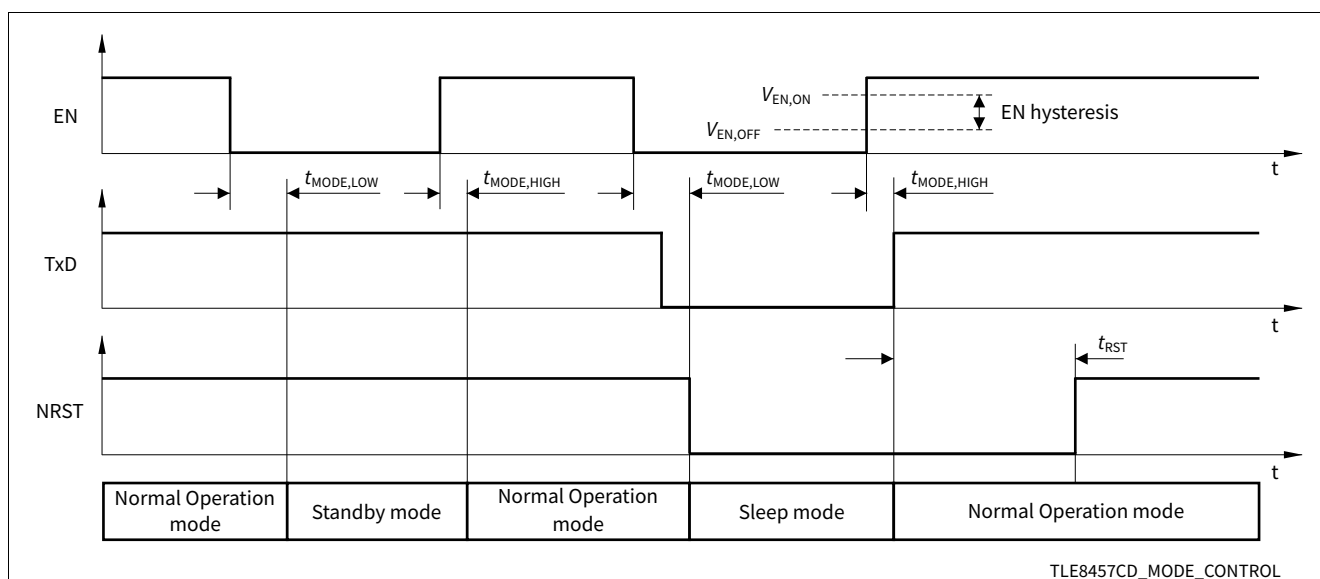 EN
V_EN,ON
EN hysteresis
V_EN,OFF
t
t_MODE,LOW t_MODE,HIGH t_MODE,LOW t_MODE,HIGH
TxD
t
t_RST
NRST
t
Normal Operation mode
Standby mode
Normal Operation mode
Sleep mode
Normal Operation mode
TLE8457CD_MODE_CONTROL